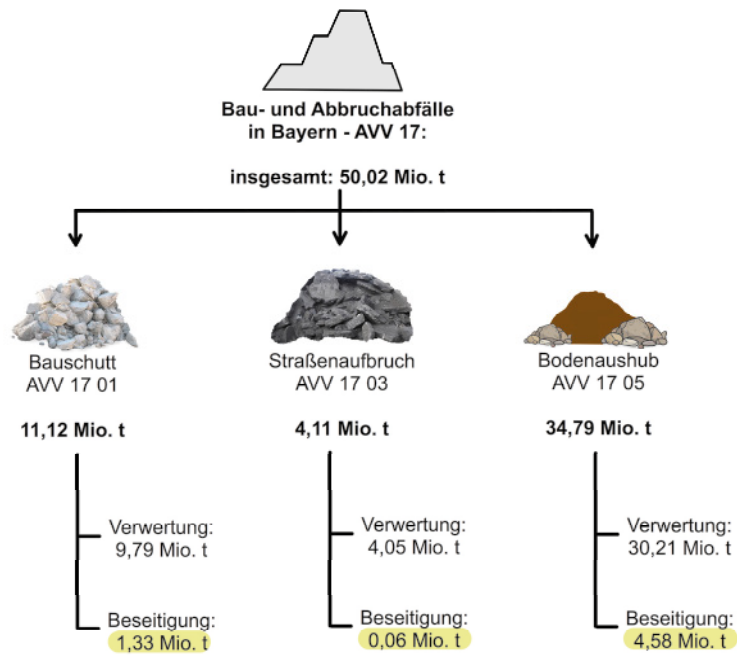 Bau- und Abbruchabfälle
in Bayern - AVV 17:
insgesamt: 50,02 Mio. t
Bauschutt
AVV 17 01
11,12 Mio. t
Verwertung:
9,79 Mio. t
Beseitigung:
1,33 Mio. t
Straßenaufbruch
AVV 17 03
4,11 Mio. t
Verwertung:
4,05 Mio. t
Beseitigung:
0,06 Mio. t
Bodenaushub
AVV 17 05
34,79 Mio. t
Verwertung:
30,21 Mio. t
Beseitigung:
4,58 Mio. t